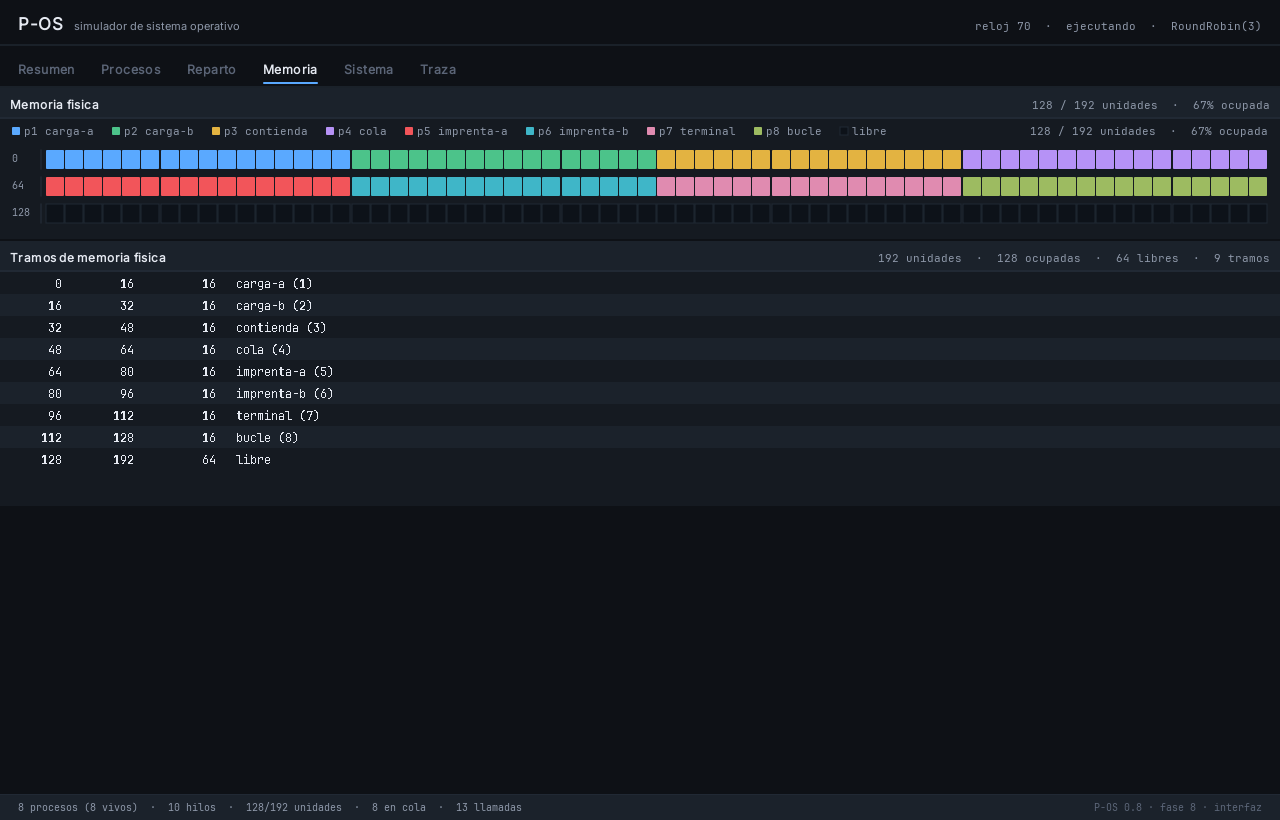 P-OS simulador de sistema operativo reloj 70 · ejecutando · RoundRobin(3)
Resumen Procesos Reparto Memoria Sistema Traza
Memoria fisica 128 / 192 unidades · 67% ocupada
p1 carga-a p2 carga-b p3 contienda p4 cola p5 imprenta-a p6 imprenta-b p7 terminal p8 bucle libre 128 / 192 unidades · 67% ocupada
0
64
128
Tramos de memoria fisica 192 unidades · 128 ocupadas · 64 libres · 9 tramos
0 16 16 carga-a (1)
16 32 16 carga-b (2)
32 48 16 contienda (3)
48 64 16 cola (4)
64 80 16 imprenta-a (5)
80 96 16 imprenta-b (6)
96 112 16 terminal (7)
112 128 16 bucle (8)
128 192 64 libre
8 procesos (8 vivos) · 10 hilos · 128/192 unidades · 8 en cola · 13 llamadas P-OS 0.8 · fase 8 · interfaz